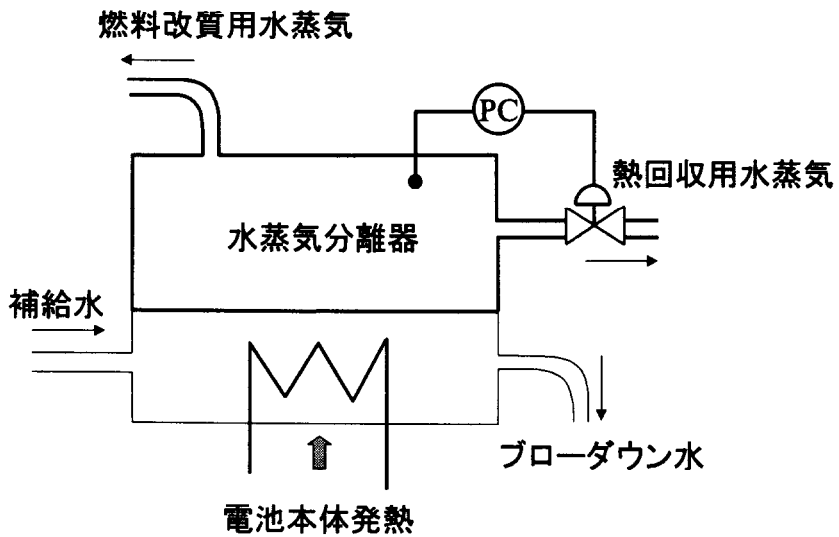 燃料改質用水蒸気
PC
熱回収用水蒸気
水蒸気分離器
補給水
ブローダウン水
電池本体発熱